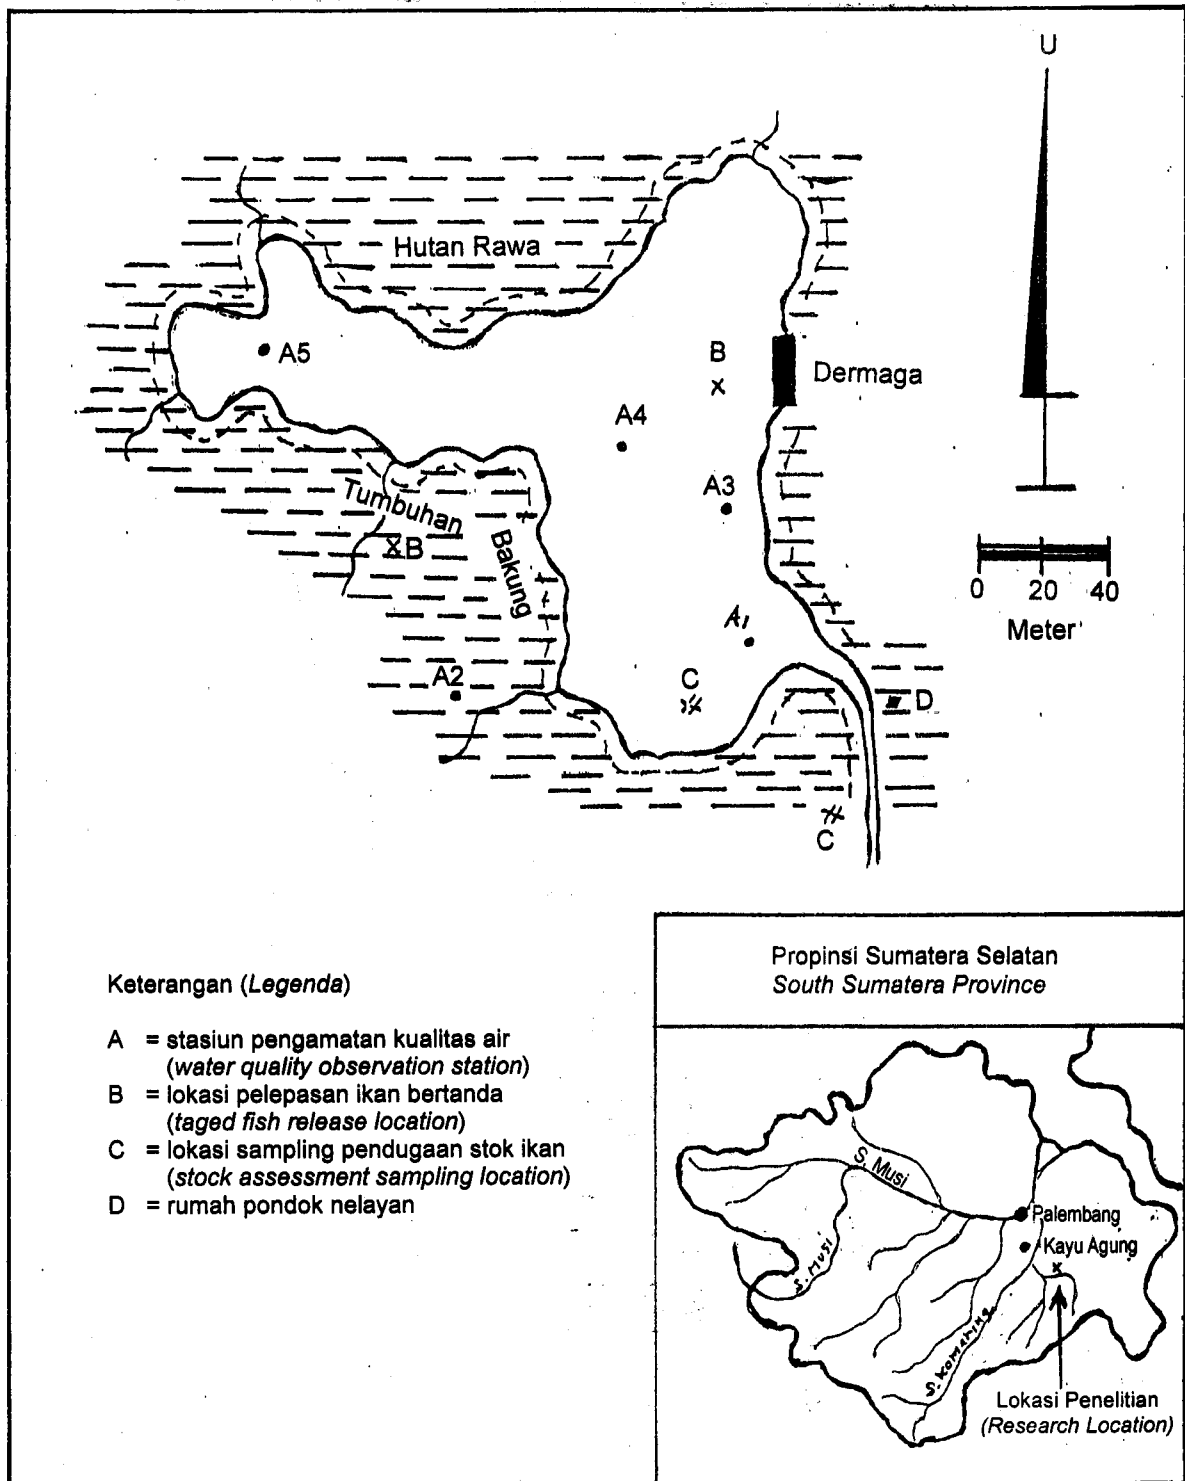 U
Hutan Rawa
A5
B
Dermaga
A4
A3
Tumbuhan
B
Bakung
A1
A2
C
D
C
0 20 40
Meter
Keterangan (Legenda)
A = stasiun pengamatan kualitas air
(water quality observation station)
B = lokasi pelepasan ikan bertanda
(taged fish release location)
C = lokasi sampling pendugaan stok ikan
(stock assessment sampling location)
D = rumah pondok nelayan
Propinsi Sumatera Selatan
South Sumatera Province
S. Musi
Palembang
Kayu Agung
S. MUSI
S. KOMARING
Lokasi Penelitian
(Research Location)